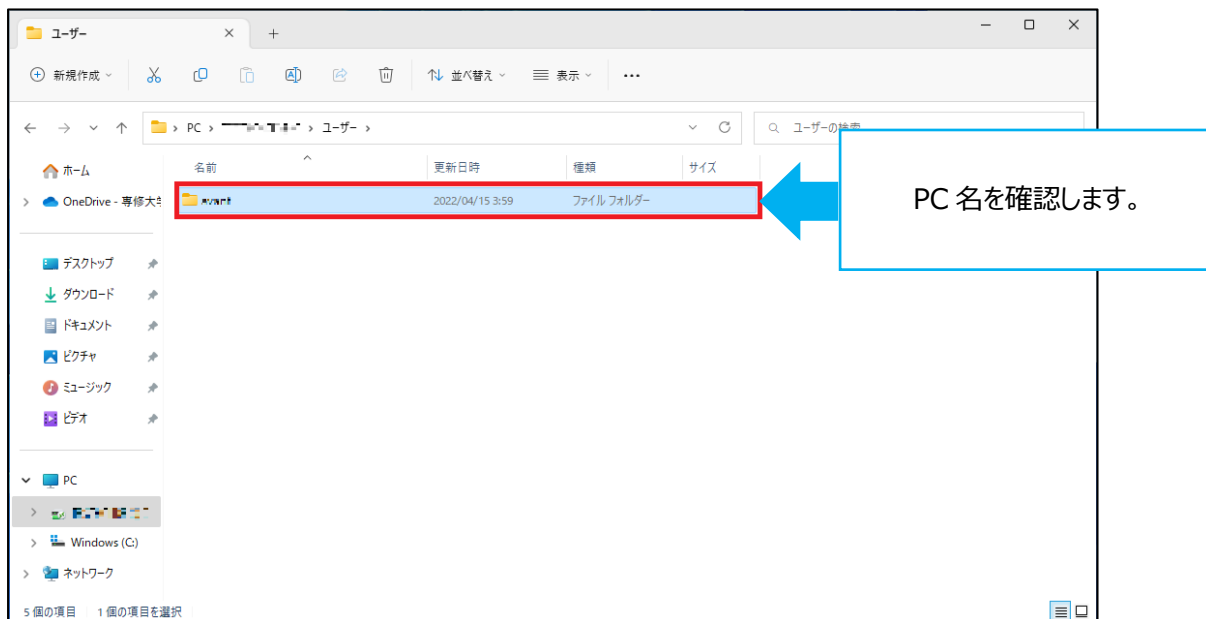 ユーザー
新規作成
並べ替え
表示
PC
ユーザー
ユーザーの検索
名前
更新日時
種類
サイズ
PC 名を確認します。
ホーム
OneDrive - 専修大学
2022/04/15 3:59
ファイル フォルダー
デスクトップ
ダウンロード
ドキュメント
ピクチャ
ミュージック
ビデオ
PC
Windows (C:)
ネットワーク
5 個の項目
1 個の項目を選択